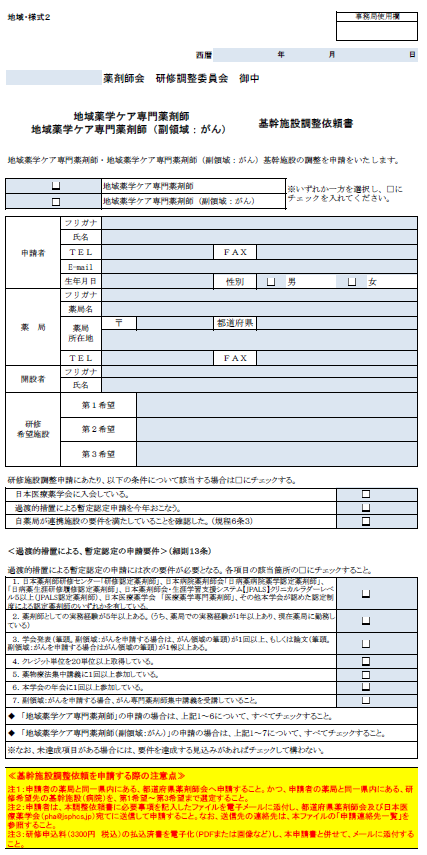 地域・様式２
事務局使用欄
西暦 年 月 日
薬剤師会 研修調整委員会 御中
地域薬学ケア専門薬剤師
地域薬学ケア専門薬剤師（副領域：がん）
基幹施設調整依頼書
地域薬学ケア専門薬剤師・地域薬学ケア専門薬剤師（副領域：がん）基幹施設の調整を申請をいたします。
□ 地域薬学ケア専門薬剤師
□ 地域薬学ケア専門薬剤師（副領域：がん）
※いずれか一方を選択し、□に
チェックを入れてください。
申請者
フリガナ
氏名
ＴＥＬ ＦＡＸ
E-mail
生年月日 性別 □ 男 □ 女
薬 局
フリガナ
薬局名
薬局
所在地
〒 都道府県
ＴＥＬ ＦＡＸ
開設者
フリガナ
氏名
研修
希望施設
第１希望
第２希望
第３希望
研修施設調整申請にあたり、以下の条件について該当する場合は□にチェックする。
日本医療薬学会に入会している。 □
過渡的措置による暫定認定申請を今年おこなう。 □
自薬局が連携施設の要件を満たしていることを確認した。（規程6条3） □
＜過渡的措置による、暫定認定の申請要件＞（細則13条）
過渡的措置による暫定認定の申請には次の要件が必要となる。各項目の該当箇所の□にチェックする。
1. 日本薬剤師研修センター「研修認定薬剤師」、日本病院薬剤師会「日病薬病院薬学認定薬剤師」、
「日病薬生涯研修履修認定薬剤師」、日本薬剤師会・生涯学習支援システム【JPALS】クリニカルラダーレベ
ル5以上（JPALS認定薬剤師）、日本医療薬学会「医療薬学専門薬剤師」、その他本学会が認めた認定制
度による認定薬剤師のいずれかを有している。 □
2. 薬剤師としての実務経験が5年以上ある。（うち、薬局での実務経験が1年以上あり、現在薬局に勤務し
ている） □
3. 学会発表（筆頭。副領域：がんを申請する場合は、がん領域の筆頭）が1回以上、もしくは論文（筆頭。
副領域：がんを申請する場合はがん領域の筆頭）が1報以上ある。 □
4. クレジット単位を20単位以上取得している。 □
5. 薬物療法集中講義に1回以上参加している。 □
6. 本学会の年会に1回以上参加している。 □
7. 副領域：がんを申請する場合、がん専門薬剤師集中講義を受講していること。 □
◆ 「地域薬学ケア専門薬剤師」の申請の場合は、上記1～6について、すべてチェックすること。
◆ 「地域薬学ケア専門薬剤師（副領域：がん）」の申請の場合は、上記1～7について、すべてチェックすること。
※なお、未達成項目がある場合には、要件を達成する見込みがあればチェックして構わない。
≪基幹施設調整依頼を申請する際の注意点≫
注1：申請者の薬局と同一県内にある、都道府県薬剤師会へ申請すること。かつ、申請者の薬局と同一県内にある、研
修希望先の基幹施設（病院）を、第1希望～第3希望まで選定すること。
注2：申請者は、本調整依頼書に必要事項を記入したファイルを電子メールに添付し、都道府県薬剤師会及び日本医
療薬学会（pha@jsphcs.jp）宛てに送信して申請すること。なお、送信先の連絡先は、本ファイルの「申請連絡先一覧」を
参照すること。
注3：研修申込料（3300円 税込）の払込済書を電子化（PDFまたは画像など）し、本申請書と併せて、メールに添付する
こと。